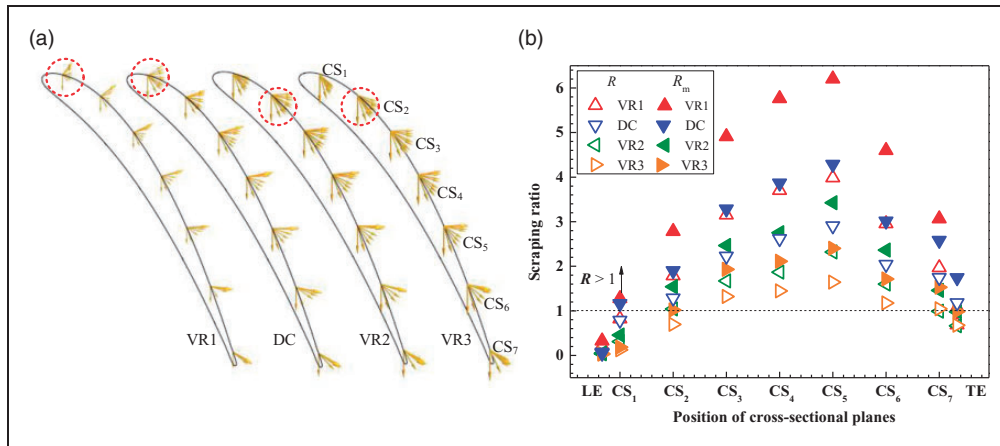 (a)
CS1
CS2
CS3
CS4
CS5
CS6
CS7
VR1 DC VR2 VR3
(b)
R Rm
VR1 VR1
DC DC
VR2 VR2
VR3 VR3
R > 1
Scraping ratio
6
5
4
3
2
1
0
LE CS1 CS2 CS3 CS4 CS5 CS6 CS7 TE
Position of cross-sectional planes